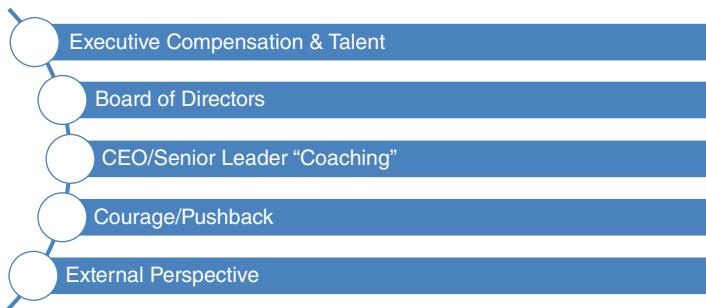 Executive Compensation & Talent
Board of Directors
CEO/Senior Leader “Coaching”
Courage/Pushback
External Perspective